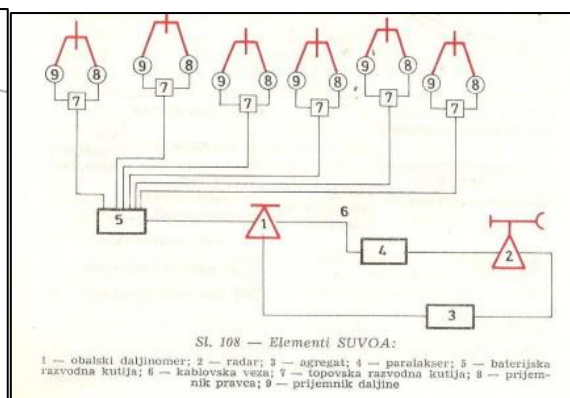 9 8 9 8 9 8 9 8 9 8 9 8
7 7 7 7 7 7
5 1 6 4 2
3
Sl. 108 — Elementi SUVOA:
1 — obalski daljinomer; 2 — radar; 3 — agregat; 4 — paralakser; 5 — baterijska
razvodna kutija; 6 — kablovska veza; 7 — topovska razvodna kutija; 8 — prijem-
nik pravca; 9 — prijemnik daljine